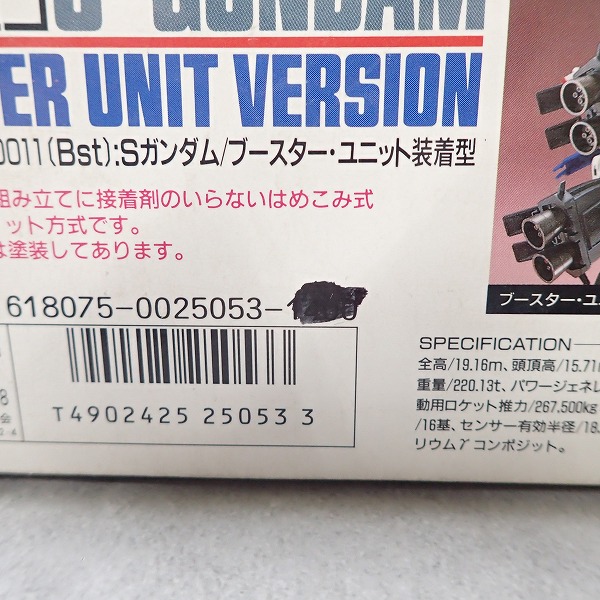 S-GUNDAM
ER UNIT VERSION
0011(Bst):Sガンダム/ブースター・ユニット装着型
組み立てに接着剤のいらないはめこみ式
ット方式です。
は塗装してあります。
618075-0025053-
T4902425 25053 3
8
会
ブースター・ユ
SPECIFICATION
全高/19.16m、頭頂高/15.71m
重量/220.13t、パワージェネレ
動用ロケット推力/267.500kg
/16基、センサー有効半径/18.
リウムγコンポジット。